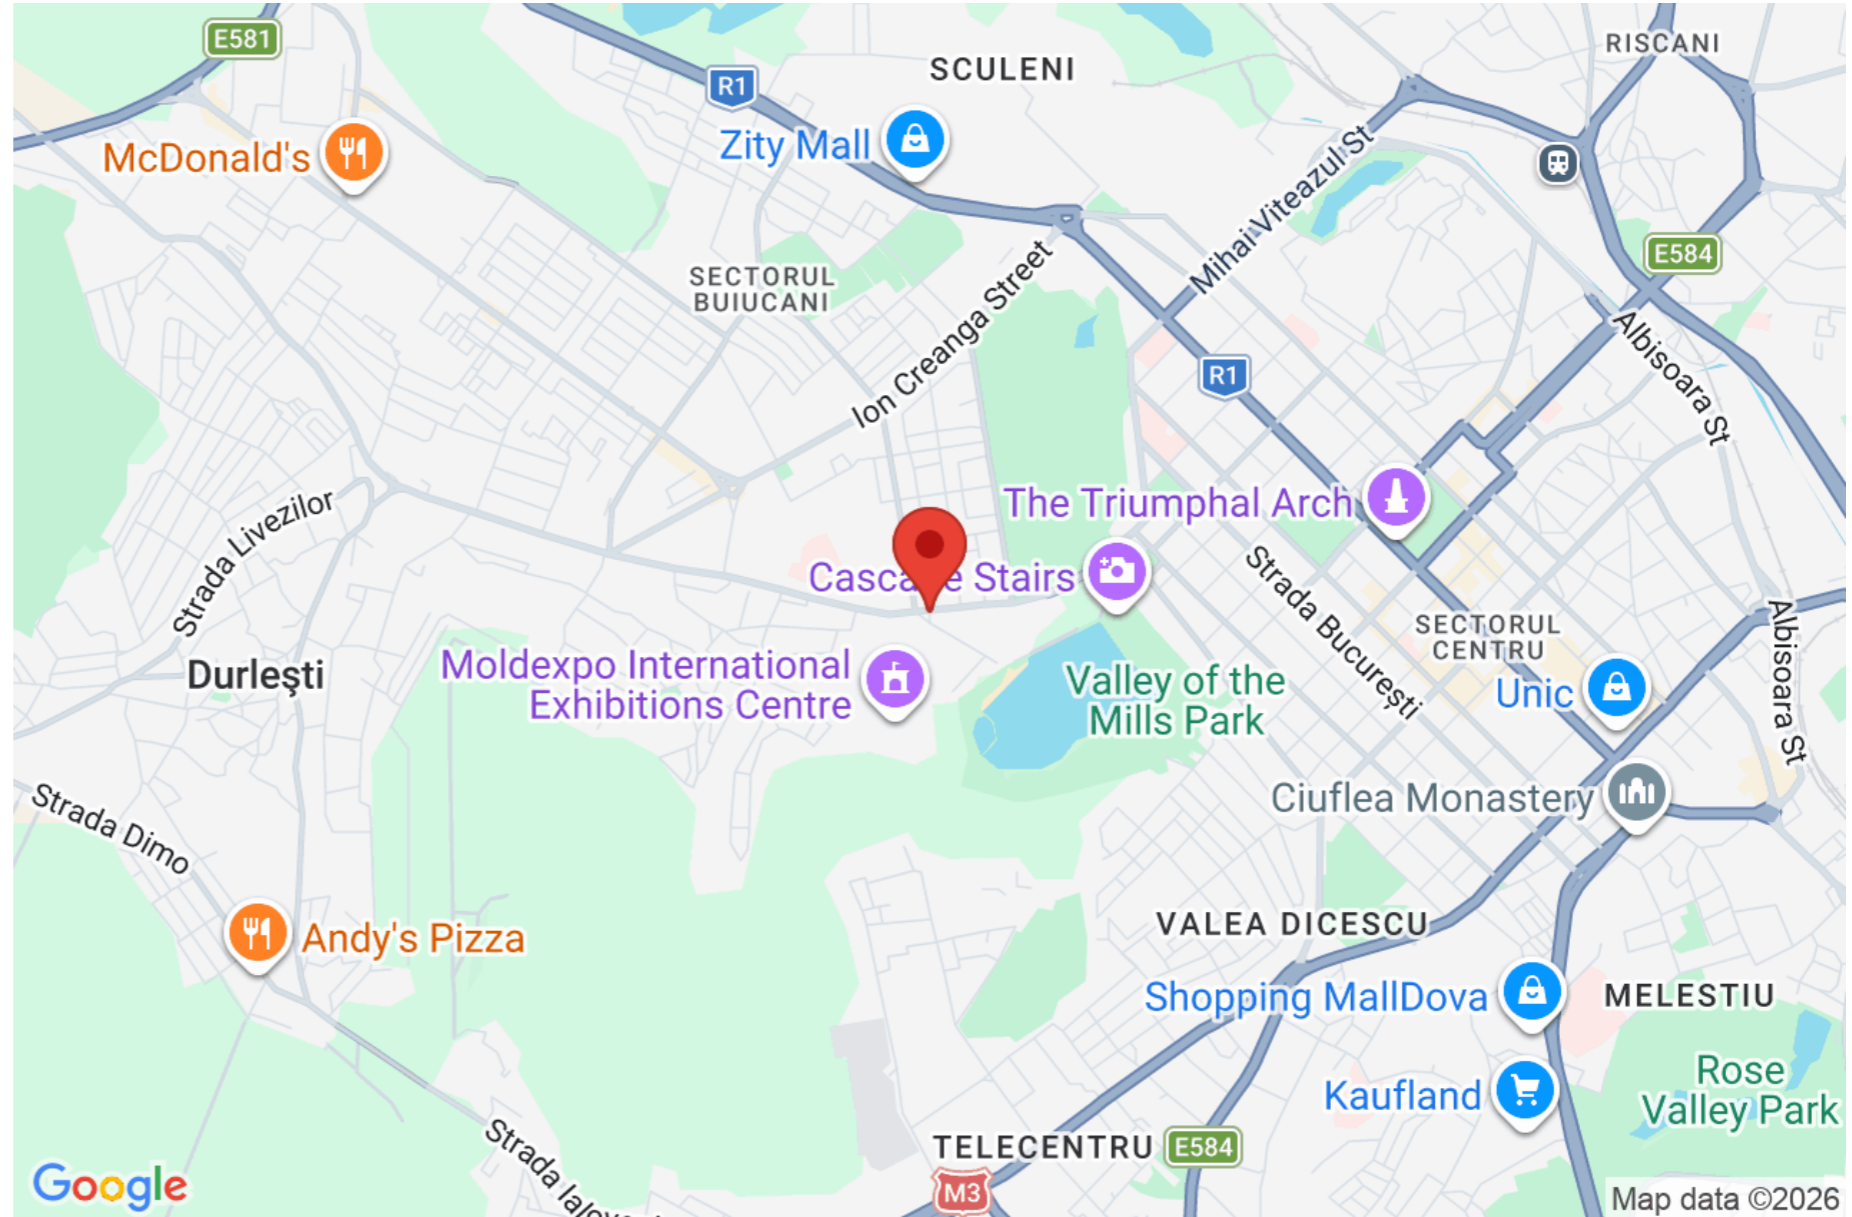 E581
RISCANI
SCULENI
R1
McDonald's
Zity Mall
Mihai Viteazul St
E584
SECTORUL
BUIUCANI
Ion Creanga Street
R1
Albisoara St
The Triumphal Arch
Strada Livezilor
Cascade Stairs
Strada București
SECTORUL
CENTRU
Albisoara St
Durleşti
Moldexpo International
Exhibitions Centre
Valley of the
Mills Park
Unic
Strada Dimo
Ciuflea Monastery
Andy's Pizza
VALEA DICESCU
Shopping MallDova
MELESTIU
Rose
Valley Park
Kaufland
TELECENTRU
E584
M3
Google
Map data ©2026